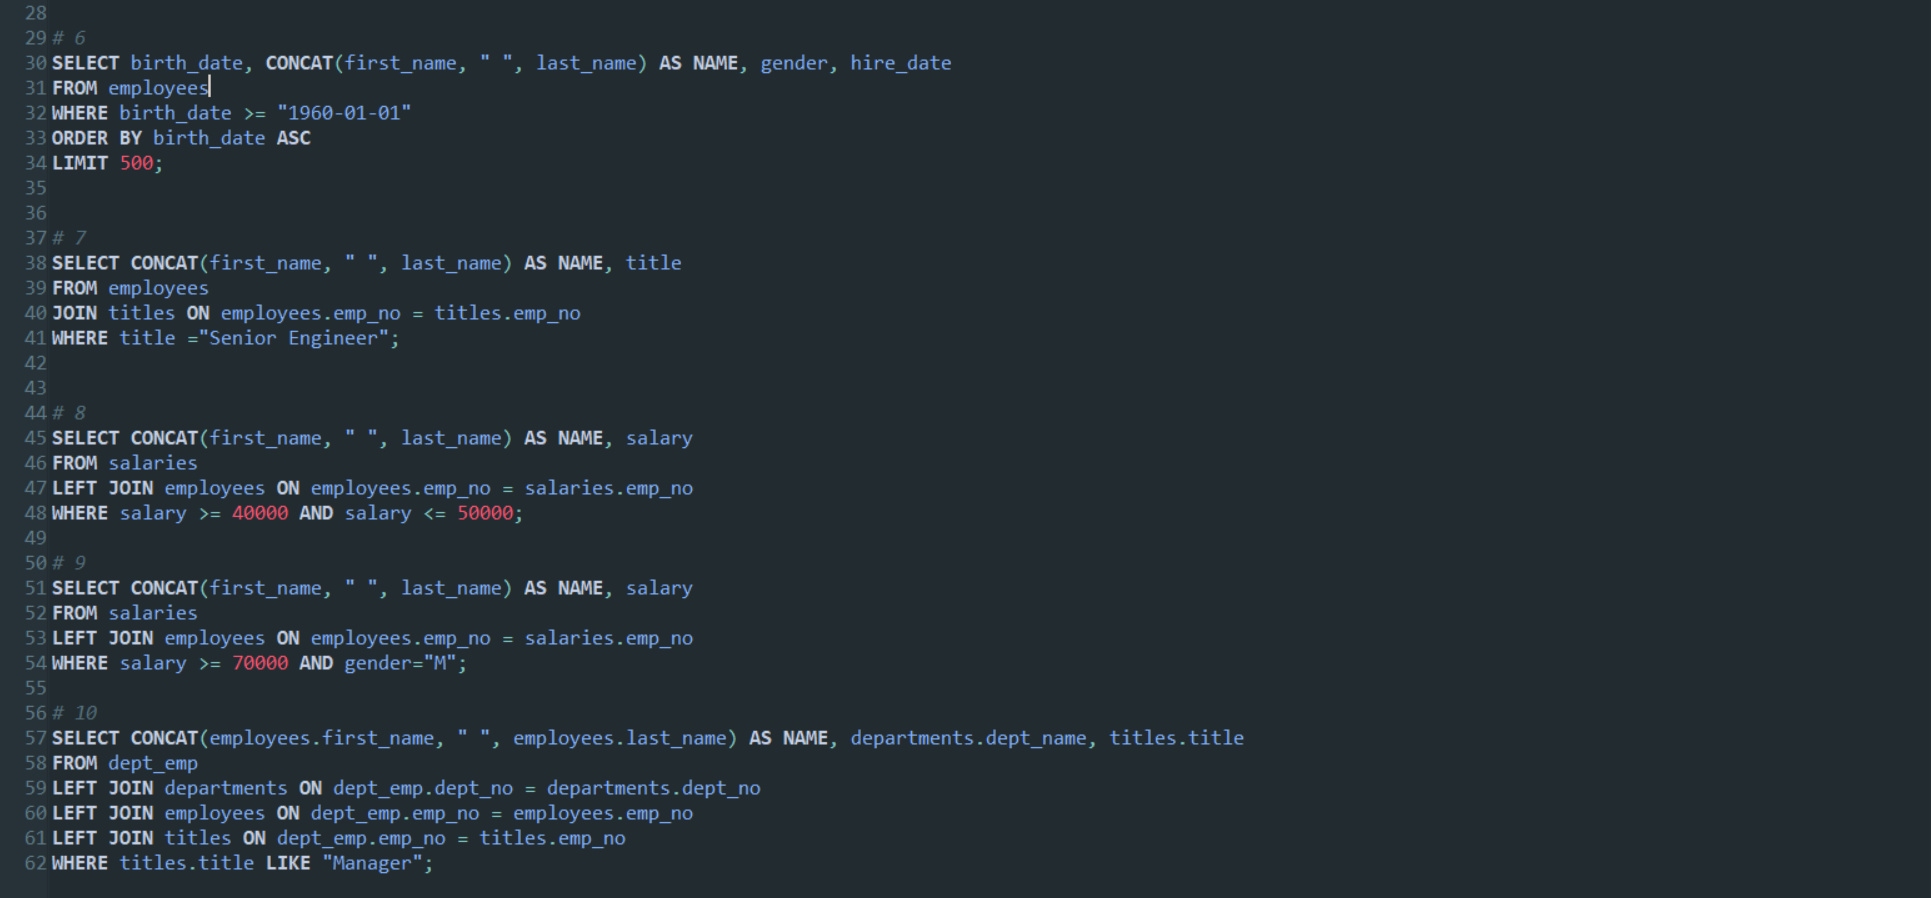 28
29 # 6
30 SELECT birth_date, CONCAT(first_name, " ", last_name) AS NAME, gender, hire_date
31 FROM employees
32 WHERE birth_date >= "1960-01-01"
33 ORDER BY birth_date ASC
34 LIMIT 500;
35
36
37 # 7
38 SELECT CONCAT(first_name, " ", last_name) AS NAME, title
39 FROM employees
40 JOIN titles ON employees.emp_no = titles.emp_no
41 WHERE title ="Senior Engineer";
42
43
44 # 8
45 SELECT CONCAT(first_name, " ", last_name) AS NAME, salary
46 FROM salaries
47 LEFT JOIN employees ON employees.emp_no = salaries.emp_no
48 WHERE salary >= 40000 AND salary <= 50000;
49
50 # 9
51 SELECT CONCAT(first_name, " ", last_name) AS NAME, salary
52 FROM salaries
53 LEFT JOIN employees ON employees.emp_no = salaries.emp_no
54 WHERE salary >= 70000 AND gender="M";
55
56 # 10
57 SELECT CONCAT(employees.first_name, " ", employees.last_name) AS NAME, departments.dept_name, titles.title
58 FROM dept_emp
59 LEFT JOIN departments ON dept_emp.dept_no = departments.dept_no
60 LEFT JOIN employees ON dept_emp.emp_no = employees.emp_no
61 LEFT JOIN titles ON dept_emp.emp_no = titles.emp_no
62 WHERE titles.title LIKE "Manager";